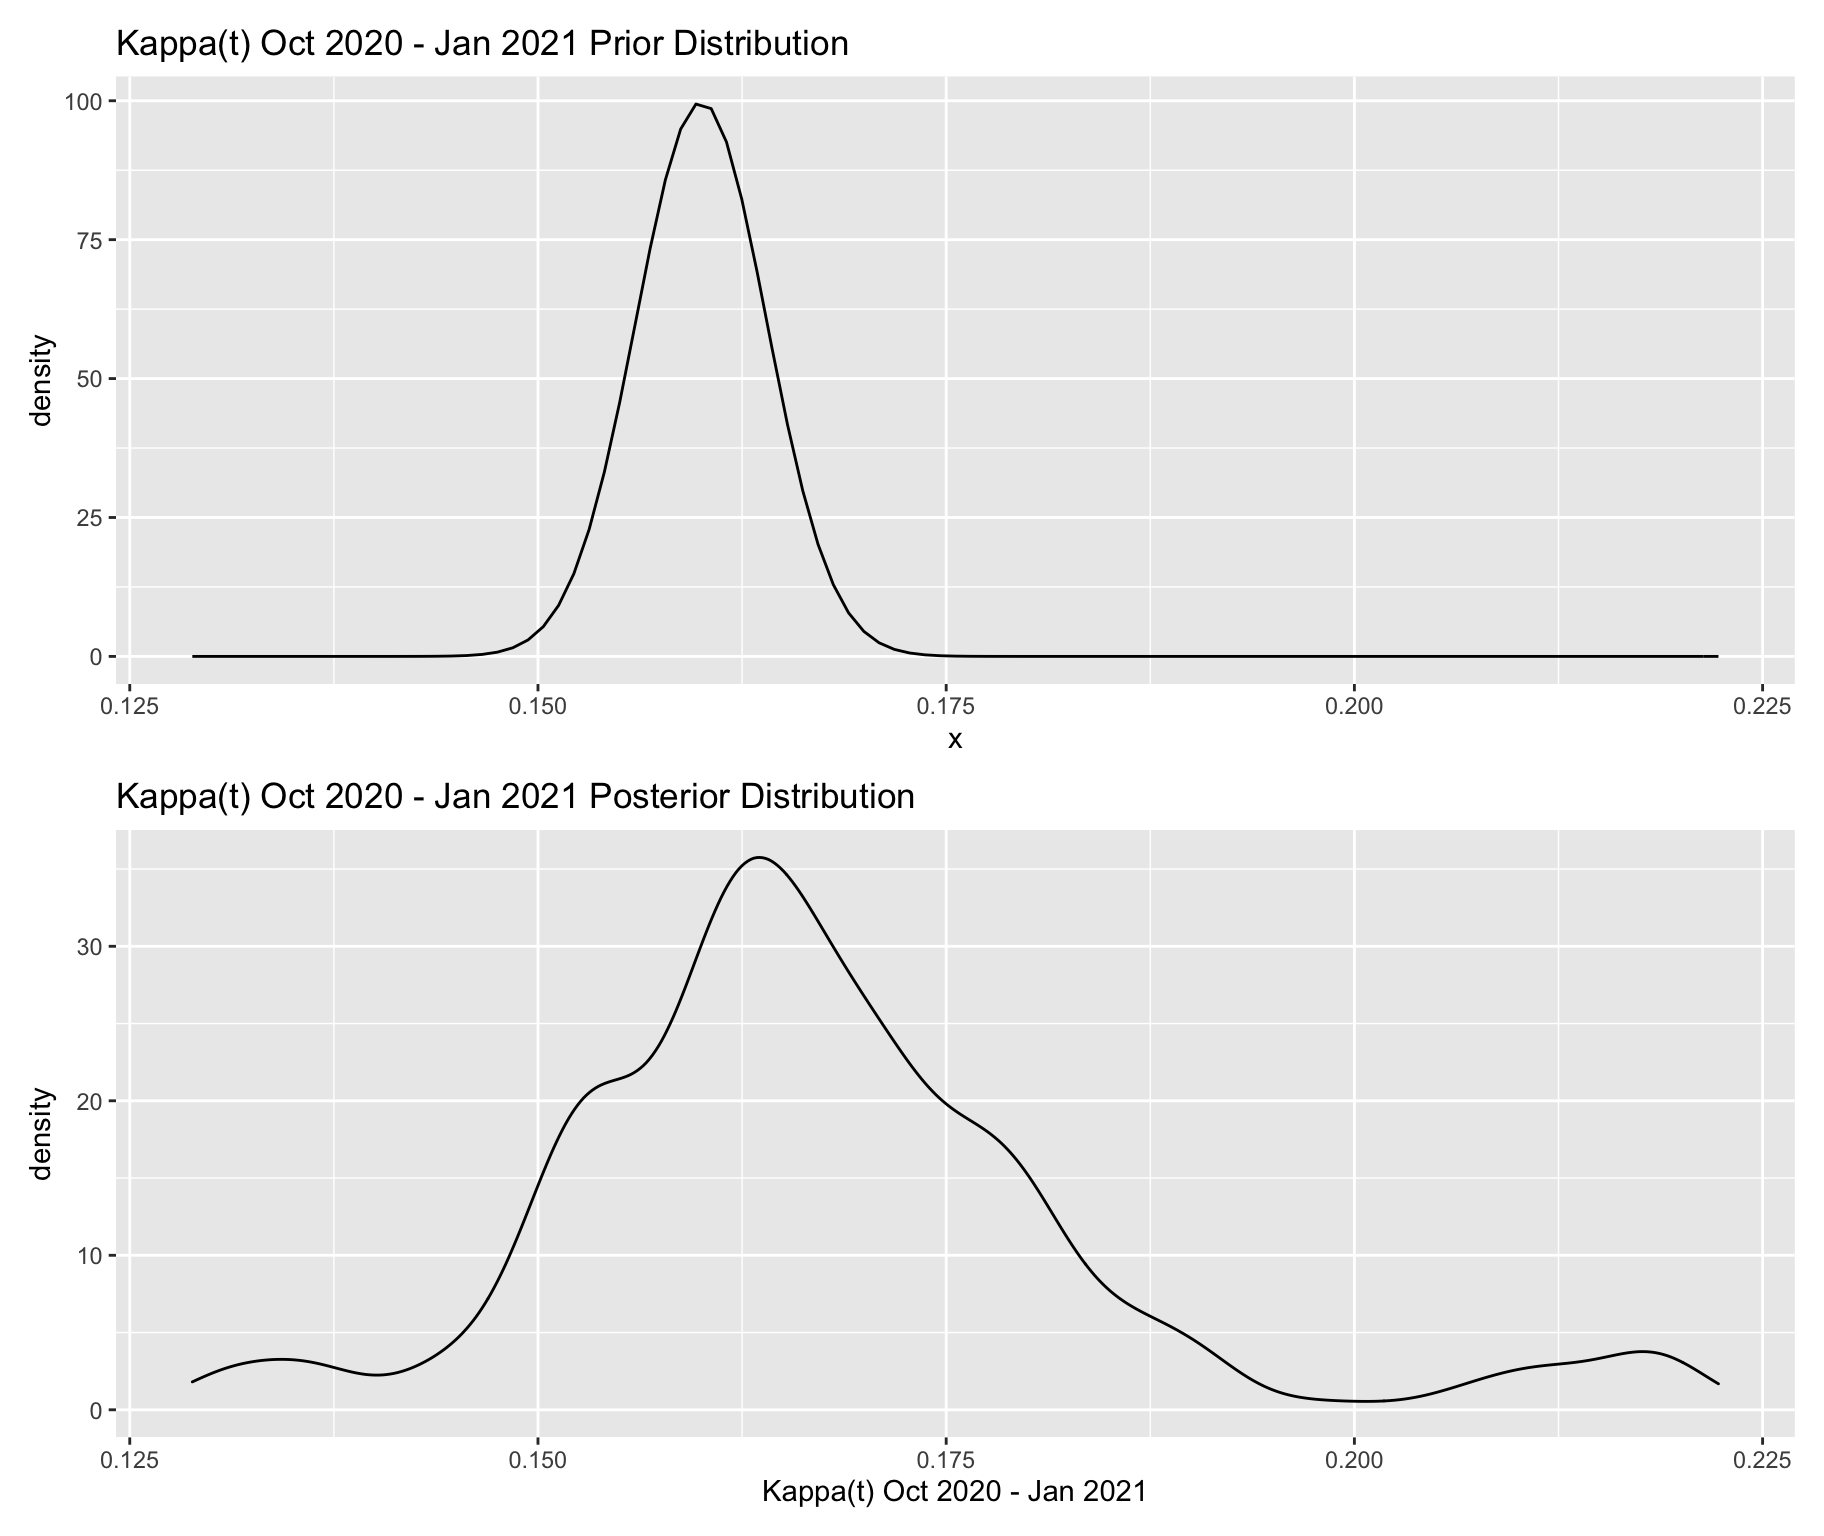 Kappa(t) Oct 2020 - Jan 2021 Prior Distribution
100
75
50
25
0
density
0.125 0.150 0.175 0.200 0.225
x
Kappa(t) Oct 2020 - Jan 2021 Posterior Distribution
30
20
10
0
density
0.125 0.150 0.175 0.200 0.225
Kappa(t) Oct 2020 - Jan 2021